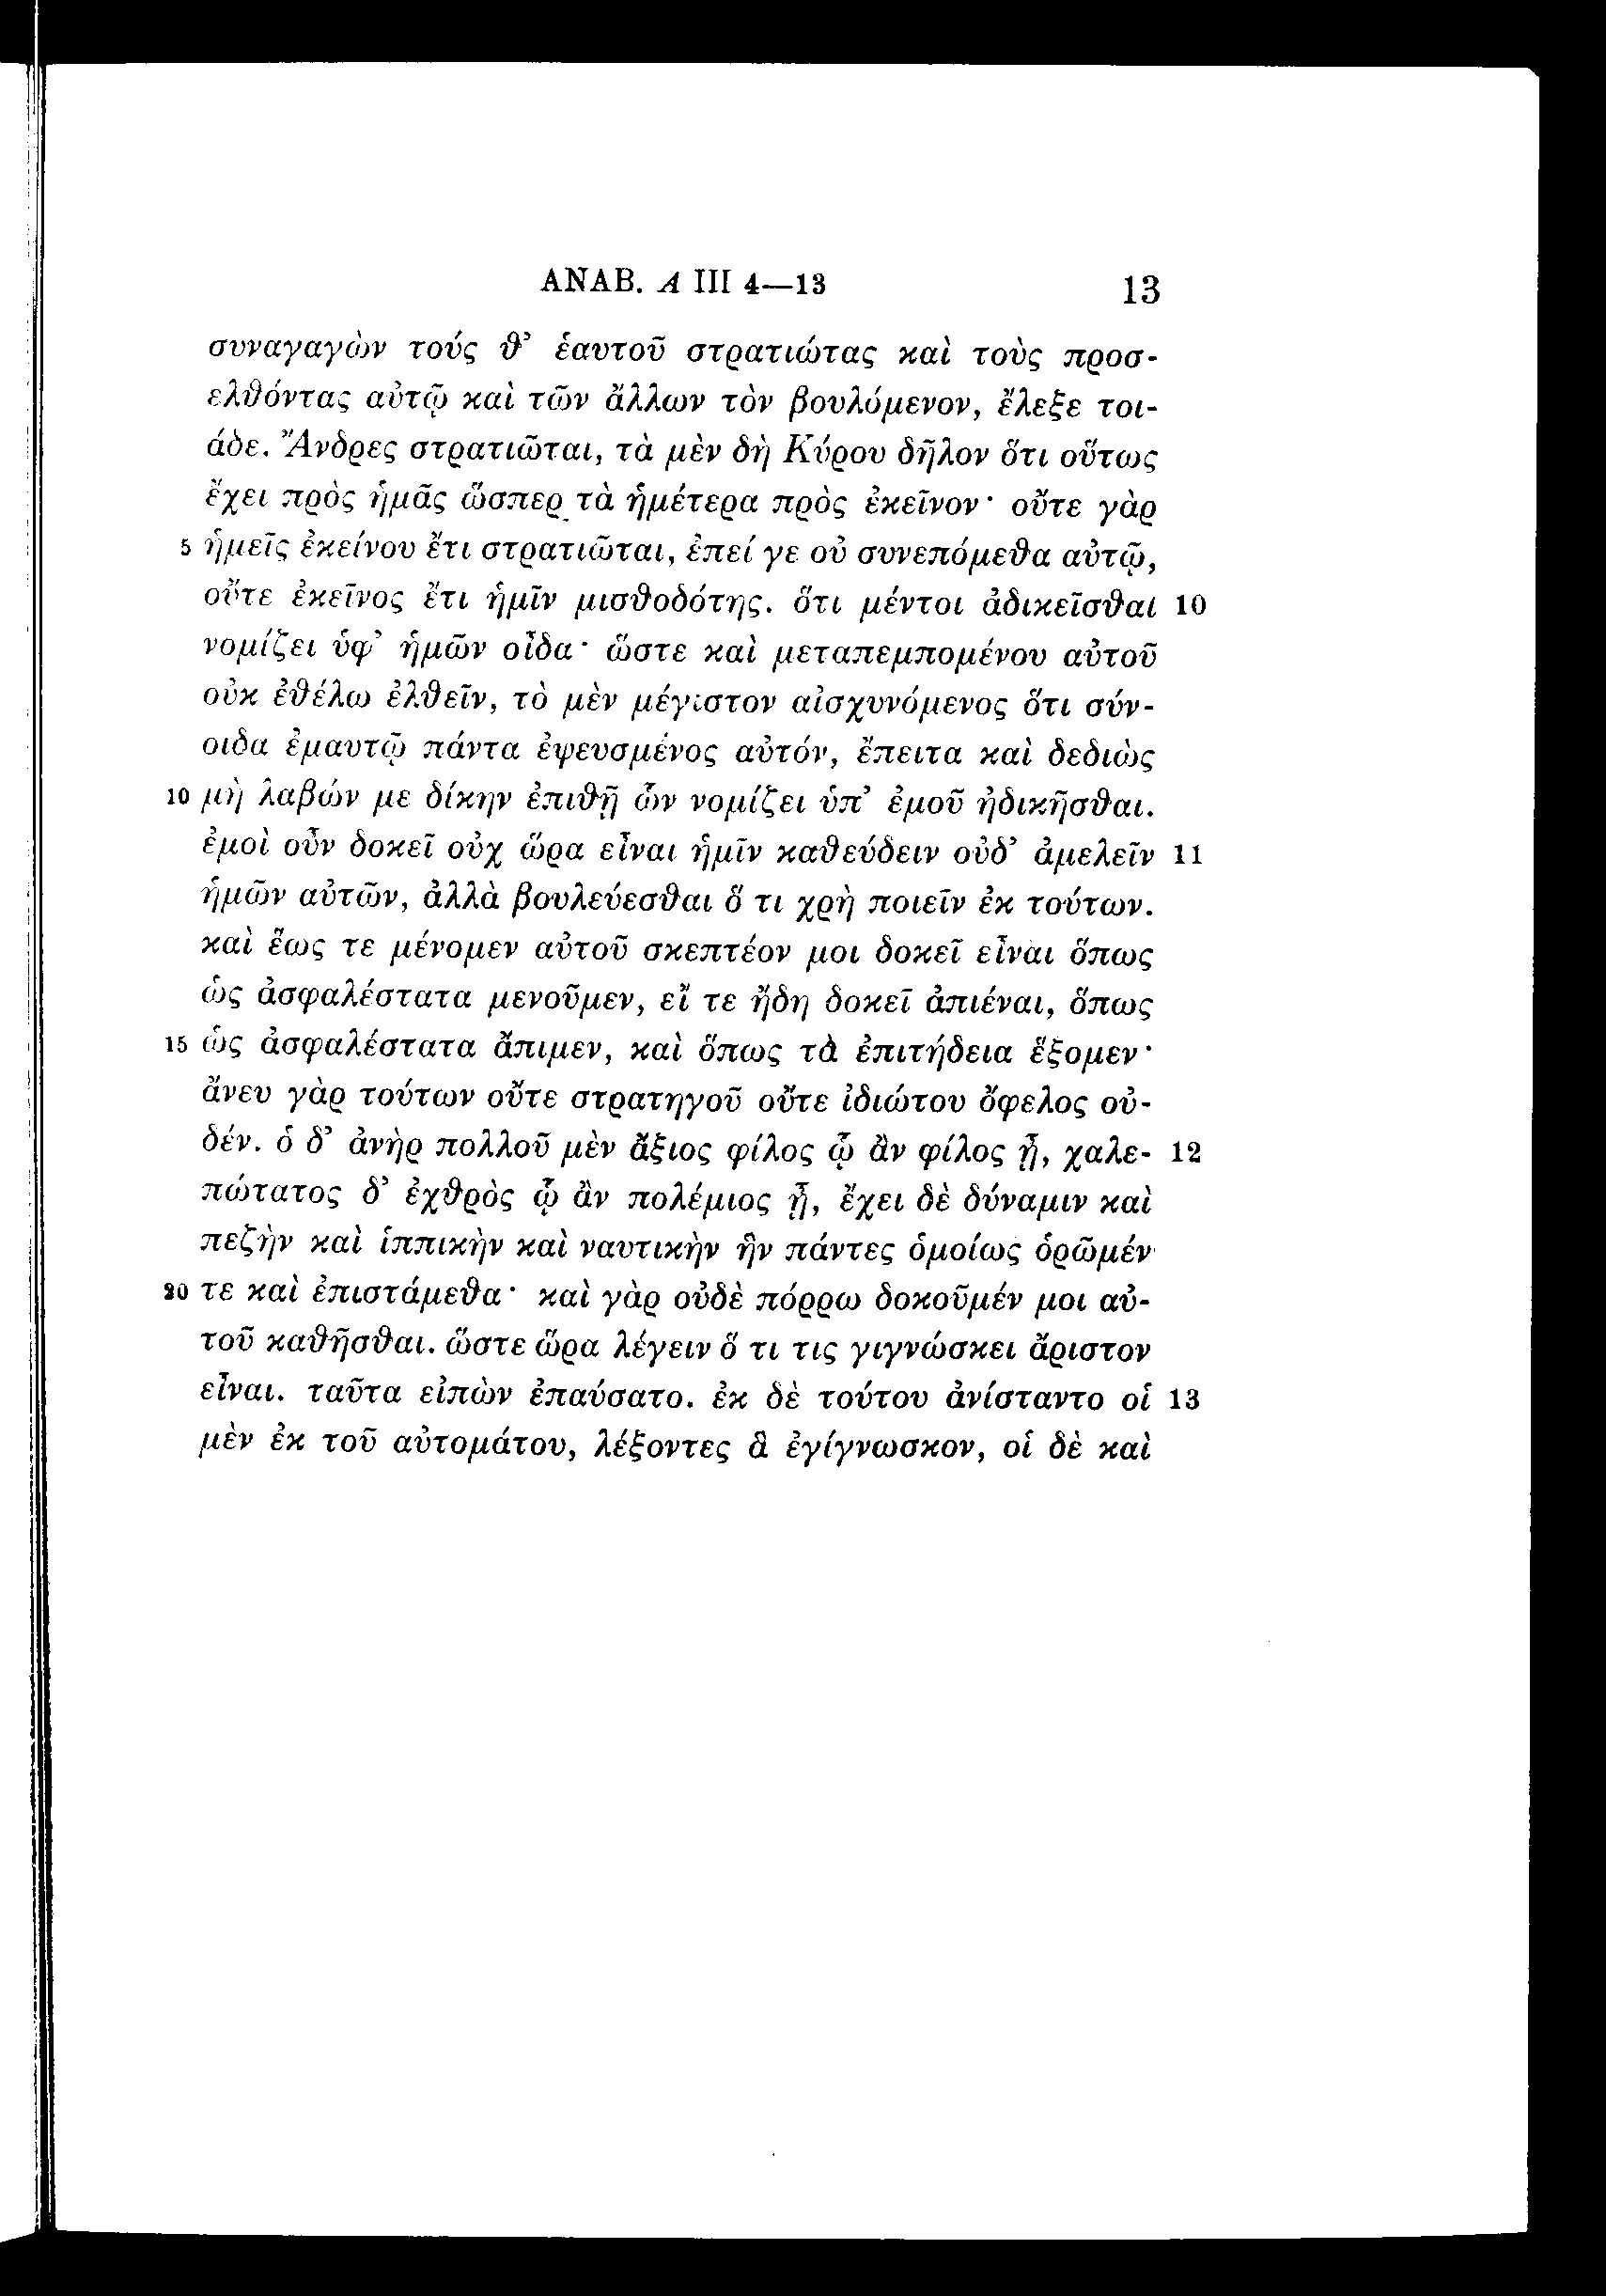 ANAB. A III 4—13 13
συναγαγὼν τούς θ’ ἑαυτοῦ στρατιώτας καὶ τοὺς προσ-
ελθόντας αὐτῷ καὶ τῶν ἄλλων τὸν βουλόμενον, ἔλεξε τοι-
άδε. Ἄνδρες στρατιῶται, τὰ μὲν δὴ Κύρου δῆλον ὅτι οὕτως
ἔχει πρὸς ἡμᾶς ὥσπερ τὰ ἡμέτερα πρὸς ἐκεῖνον· οὔτε γὰρ
5 ἡμεῖς ἐκείνου ἔτι στρατιῶται, ἐπεί γε οὐ συνεπόμεθα αὐτῷ,
οὔτε ἐκεῖνος ἔτι ἡμῖν μισθοδότης. ὅτι μέντοι ἀδικεῖσθαι 10
νομίζει ὑφ’ ἡμῶν οἶδα· ὥστε καὶ μεταπεμπομένου αὐτοῦ
οὐκ ἐθέλω ἐλθεῖν, τὸ μὲν μέγιστον αἰσχυνόμενος ὅτι σύν-
οιδα ἐμαυτῷ πάντα ἐψευσμένος αὐτόν, ἔπειτα καὶ δεδιὼς
10 μὴ λαβών με δίκην ἐπιθῇ ὧν νομίζει ὑπ’ ἐμοῦ ἠδικῆσθαι.
ἐμοὶ οὖν δοκεῖ οὐχ ὥρα εἶναι ἡμῖν καθεύδειν οὐδ’ ἀμελεῖν 11
ἡμῶν αὐτῶν, ἀλλὰ βουλεύεσθαι ὅ τι χρὴ ποιεῖν ἐκ τούτων.
καὶ ἕως τε μένομεν αὐτοῦ σκεπτέον μοι δοκεῖ εἶναι ὅπως
ὡς ἀσφαλέστατα μενοῦμεν, εἴ τε ἤδη δοκεῖ ἀπιέναι, ὅπως
15 ὡς ἀσφαλέστατα ἄπιμεν, καὶ ὅπως τὰ ἐπιτήδεια ἕξομεν·
ἄνευ γὰρ τούτων οὔτε στρατηγοῦ οὔτε ἰδιώτου ὄφελος οὐ-
δέν. ὁ δ’ ἀνὴρ πολλοῦ μὲν ἄξιος φίλος ᾧ ἂν φίλος ᾖ, χαλε- 12
πώτατος δ’ ἐχθρὸς ᾧ ἂν πολέμιος ᾖ, ἔχει δὲ δύναμιν καὶ
πεζὴν καὶ ἱππικὴν καὶ ναυτικὴν ἣν πάντες ὁμοίως ὁρῶμέν
20 τε καὶ ἐπιστάμεθα· καὶ γὰρ οὐδὲ πόρρω δοκοῦμέν μοι αὐ-
τοῦ καθῆσθαι. ὥστε ὥρα λέγειν ὅ τι τις γιγνώσκει ἄριστον
εἶναι. ταῦτα εἰπὼν ἐπαύσατο. ἐκ δὲ τούτου ἀνίσταντο οἱ 13
μὲν ἐκ τοῦ αὐτομάτου, λέξοντες ἃ ἐγίγνωσκον, οἱ δὲ καὶ